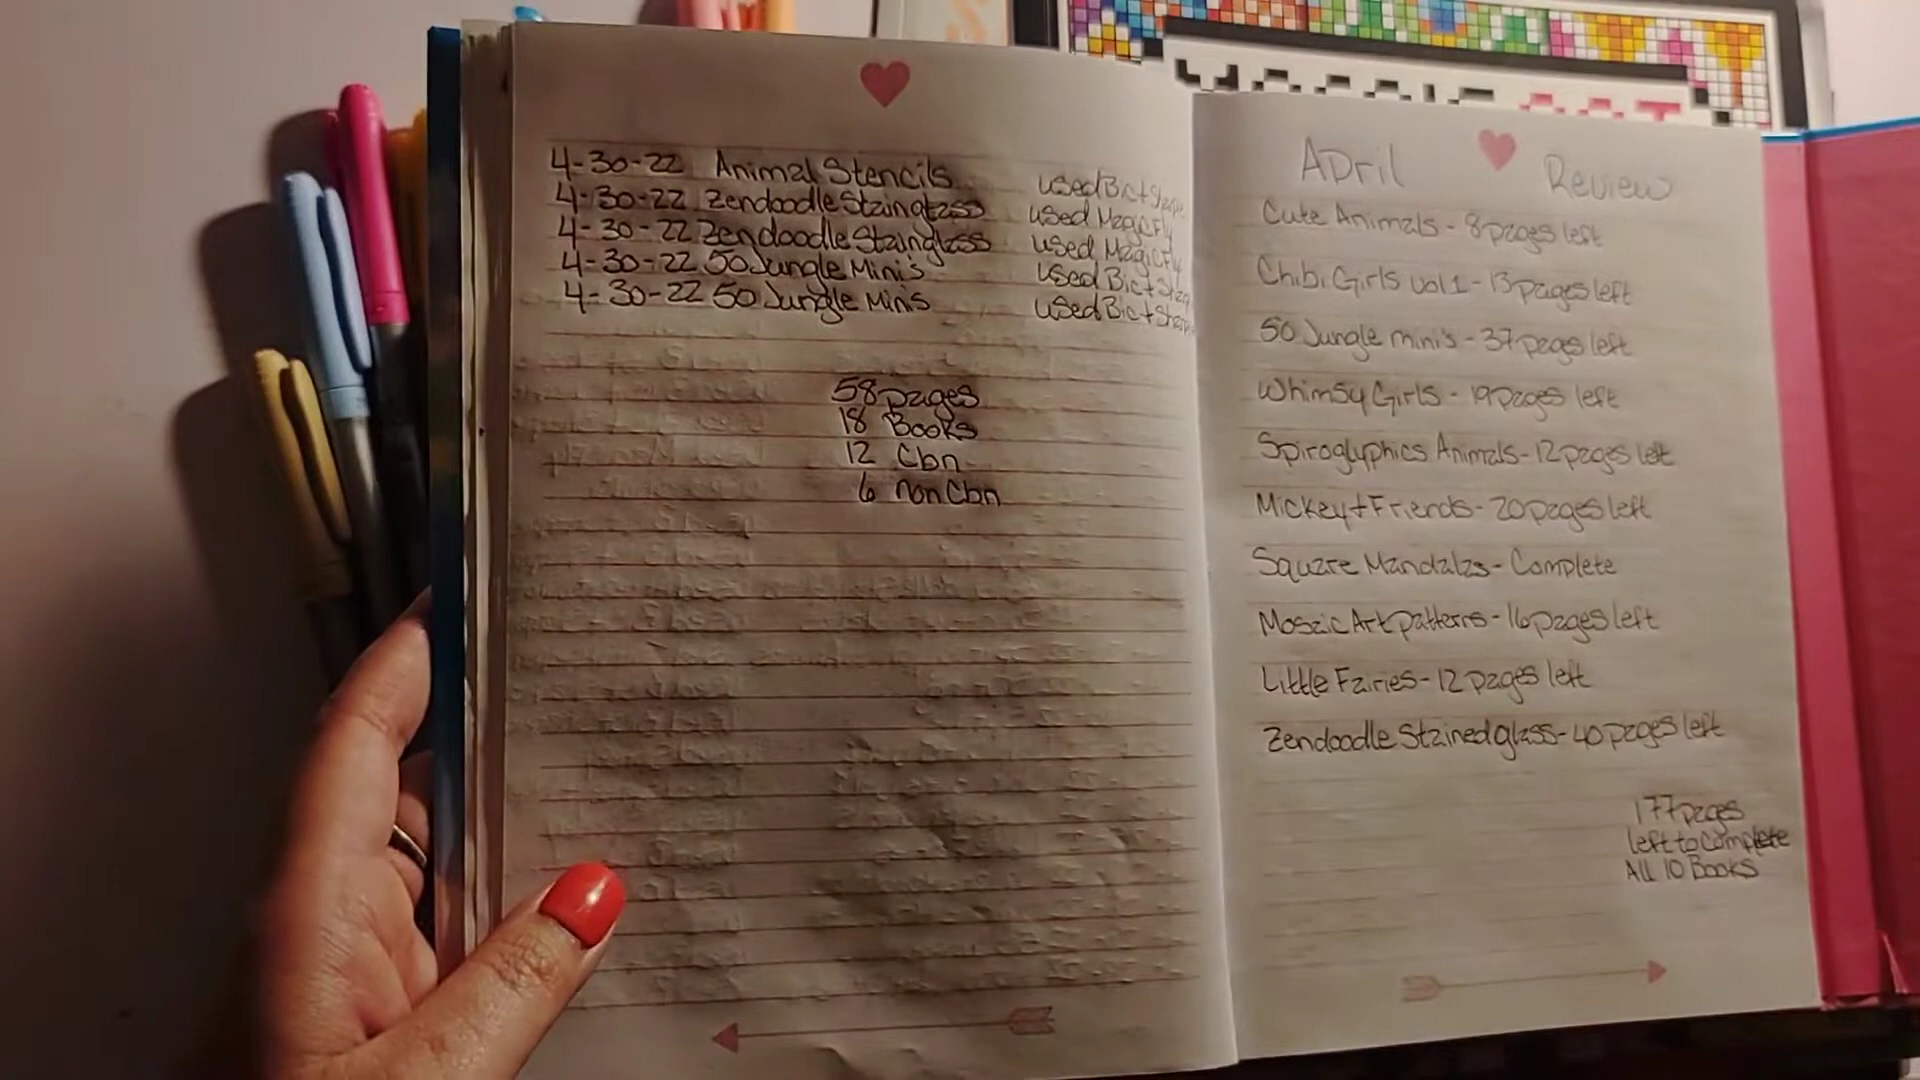 4-30-22 Animal Stencils used Bic+
4-30-22 Zendoodle Stainglass used MagicFly
4-30-22 Zendoodle Stainglass used MagicFly
4-30-22 50 Jungle Mini's used Bic+
4-30-22 50 Jungle Minis used Bic+
58 pages
18 Books
12 Cbn
6 non Cbn
April Review
Cute Animals - 8 pages left
Chibi Girls vol 1 - 13 pages left
50 Jungle mini's - 37 pages left
Whimsy Girls - 19 pages left
Spiroglyphics Animals - 12 pages left
Mickey + Friends - 20 pages left
Square Mandalas - Complete
Mosaic Art patterns - 16 pages left
Little Fairies - 12 pages left
Zendoodle Stained glass - 40 pages left
177 pages
left to complete
All 10 Books